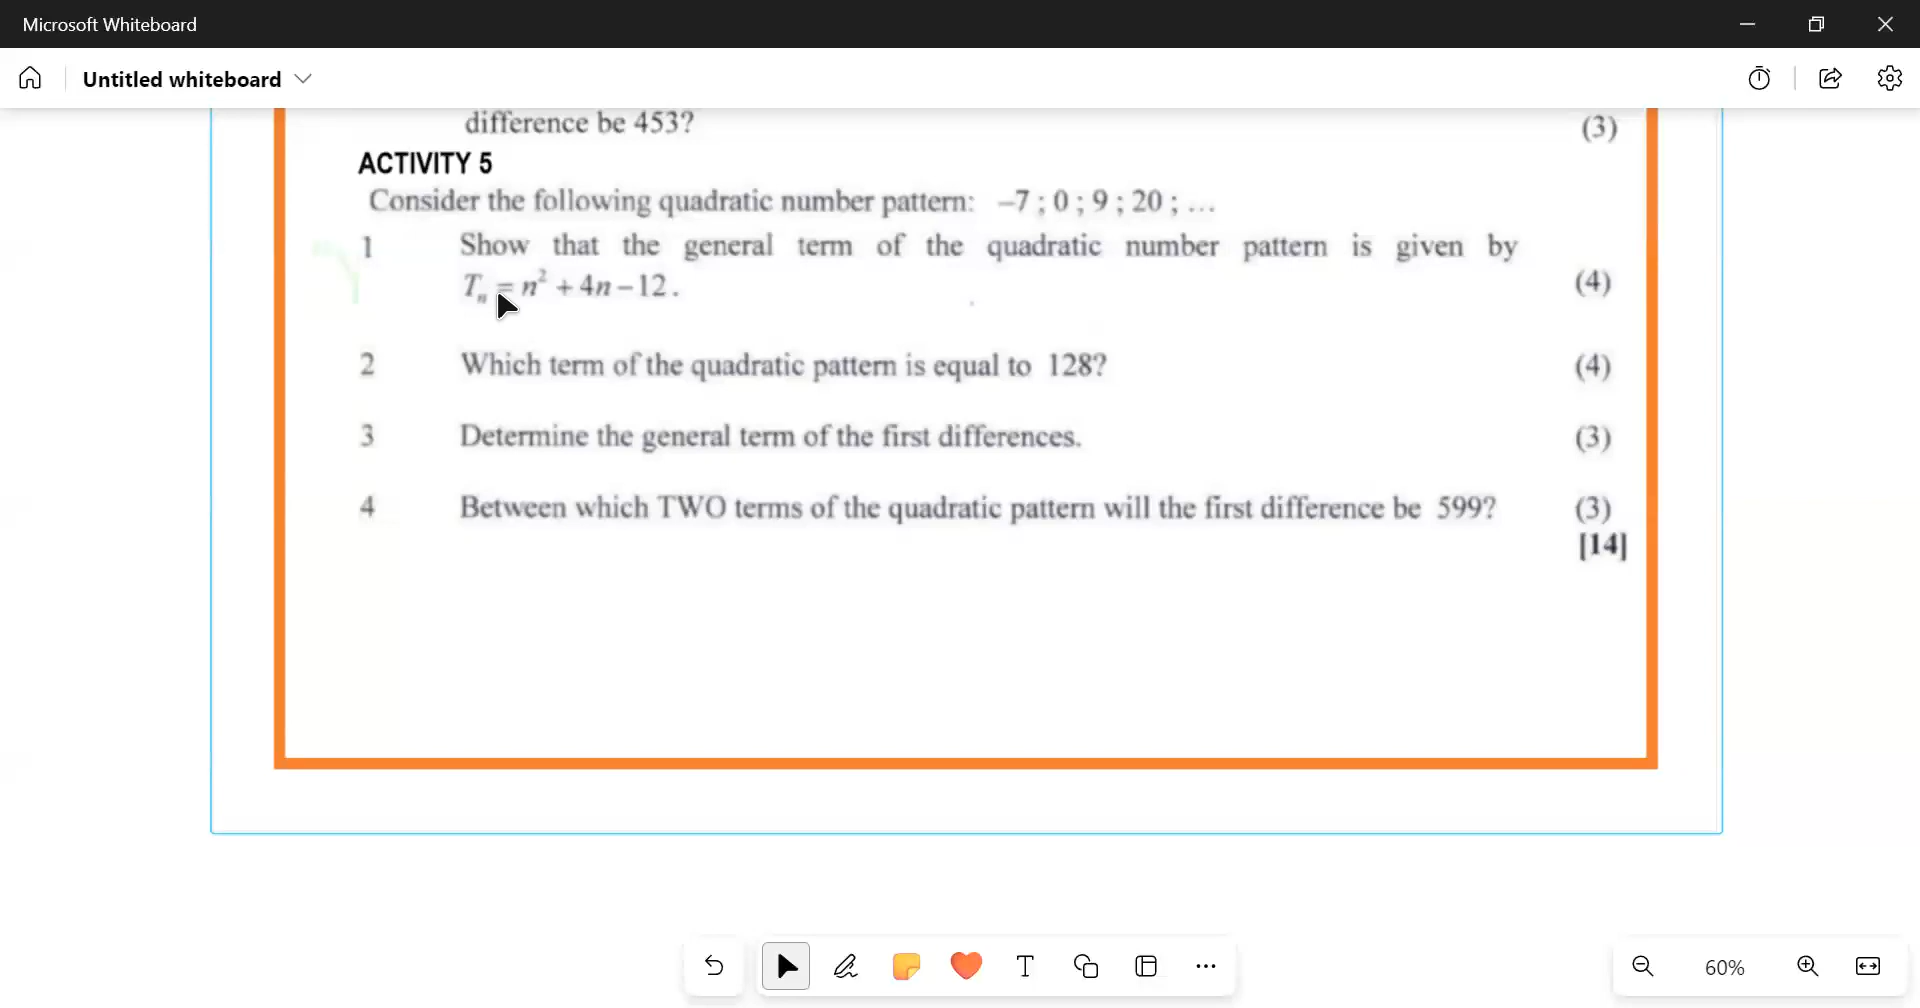 Microsoft Whiteboard
Untitled whiteboard
difference be 453? (3)
ACTIVITY 5
Consider the following quadratic number pattern: –7 ; 0 ; 9 ; 20 ; …
1 Show that the general term of the quadratic number pattern is given by
Tₙ = n² + 4n – 12 . (4)
2 Which term of the quadratic pattern is equal to 128? (4)
3 Determine the general term of the first differences. (3)
4 Between which TWO terms of the quadratic pattern will the first difference be 599? (3)
[14]
60%